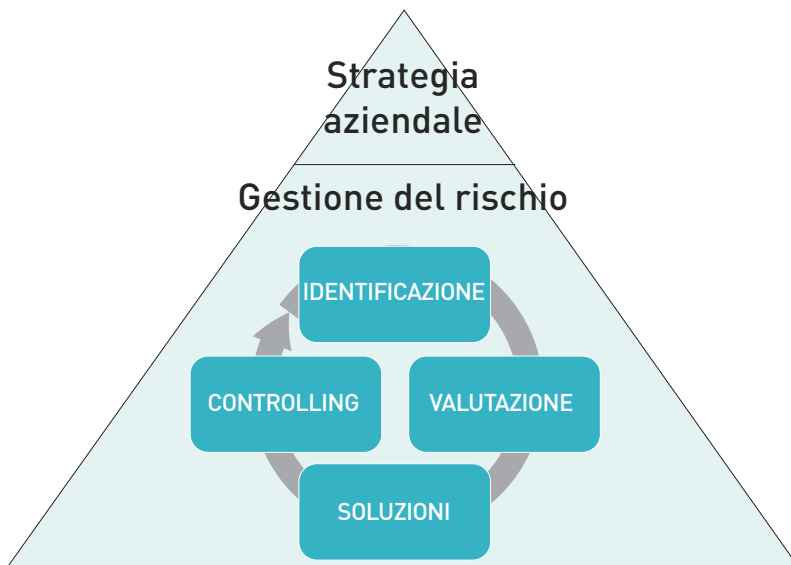 Strategia
aziendale
Gestione del rischio
IDENTIFICAZIONE
CONTROLLING
VALUTAZIONE
SOLUZIONI